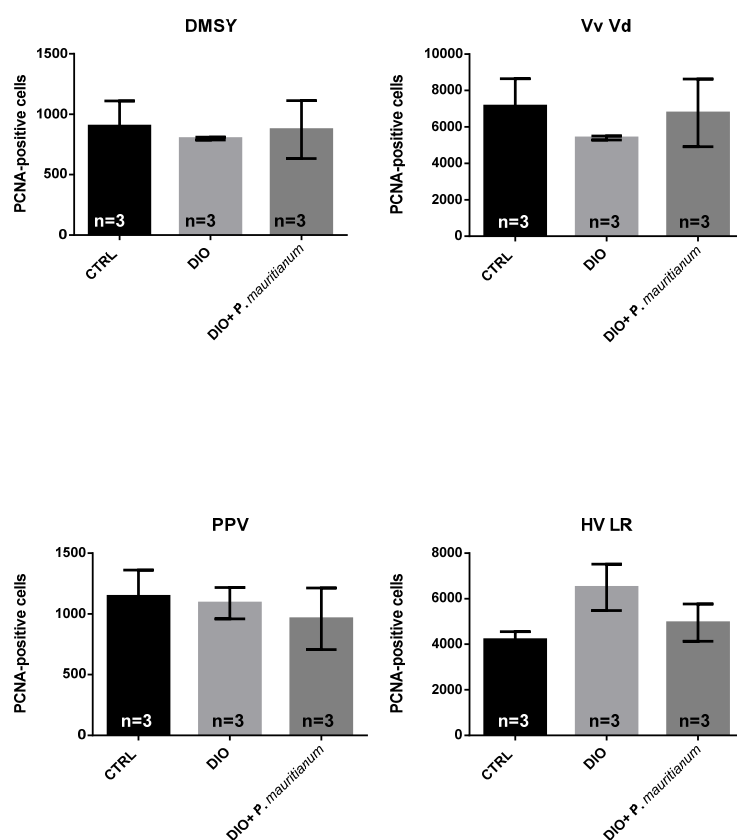 DMSY
PCNA-positive cells
1500
1000
500
0
n=3
n=3
n=3
CTRL
DIO
DIO+ P. mauritianum
Vv Vd
PCNA-positive cells
10000
8000
6000
4000
2000
0
n=3
n=3
n=3
CTRL
DIO
DIO+ P. mauritianum
PPV
PCNA-positive cells
1500
1000
500
0
n=3
n=3
n=3
CTRL
DIO
DIO+ P. mauritianum
HV LR
PCNA-positive cells
8000
6000
4000
2000
0
n=3
n=3
n=3
CTRL
DIO
DIO+ P. mauritianum